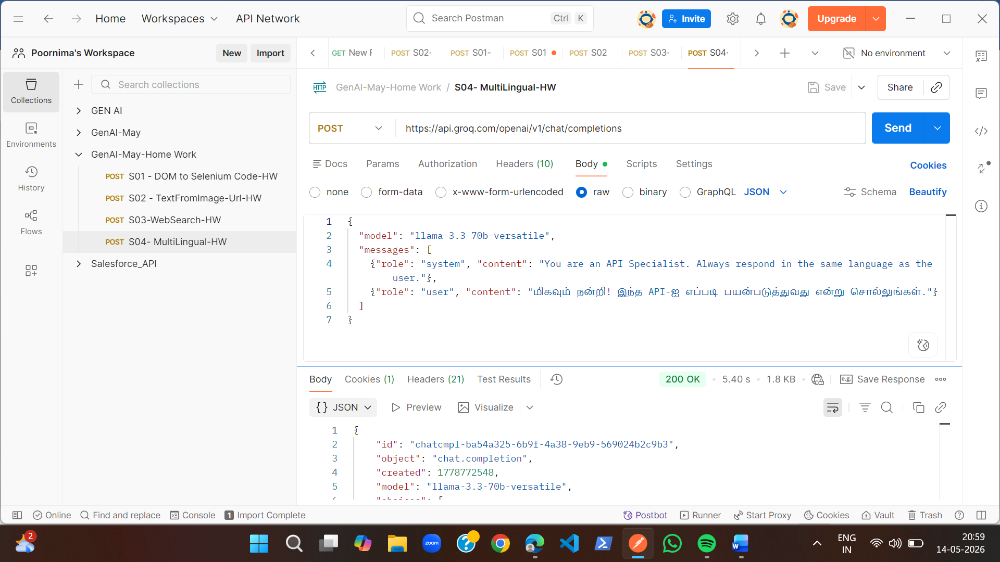 Home
Workspaces
API Network
Search Postman
Ctrl
K
Invite
Upgrade
Poornima's Workspace
New
Import
GET New F
POST S02-
POST S01-
POST S01
POST S02
POST S03-
POST S04-
No environment
Collections
Environments
History
Flows
Search collections
GEN AI
GenAI-May
GenAI-May-Home Work
POST S01 - DOM to Selenium Code-HW
POST S02 - TextFromImage-Url-HW
POST S03-WebSearch-HW
POST S04- MultiLingual-HW
Salesforce_API
HTTP
GenAI-May-Home Work / S04- MultiLingual-HW
Save
Share
POST
https://api.groq.com/openai/v1/chat/completions
Send
Docs
Params
Authorization
Headers (10)
Body
Scripts
Settings
Cookies
none
form-data
x-www-form-urlencoded
raw
binary
GraphQL
JSON
Schema
Beautify
1 {
2 "model": "llama-3.3-70b-versatile",
3 "messages": [
4 {"role": "system", "content": "You are an API Specialist. Always respond in the same language as the
user."},
5 {"role": "user", "content": "மிகவும் நன்றி! இந்த API-ஐ எப்படி பயன்படுத்துவது என்று சொல்லுங்கள்."}
6 ]
7 }
Body
Cookies (1)
Headers (21)
Test Results
200 OK
5.40 s
1.8 KB
e.g.
Save Response
{} JSON
Preview
Visualize
1 {
2 "id": "chatcmpl-ba54a325-6b9f-4a38-9eb9-569024b2c9b3",
3 "object": "chat.completion",
4 "created": 1778772548,
5 "model": "llama-3.3-70b-versatile",
Online
Find and replace
Console
1 Import Complete
Postbot
Runner
Start Proxy
Cookies
Vault
Trash
2
zoom
ENG
IN
20:59
14-05-2026